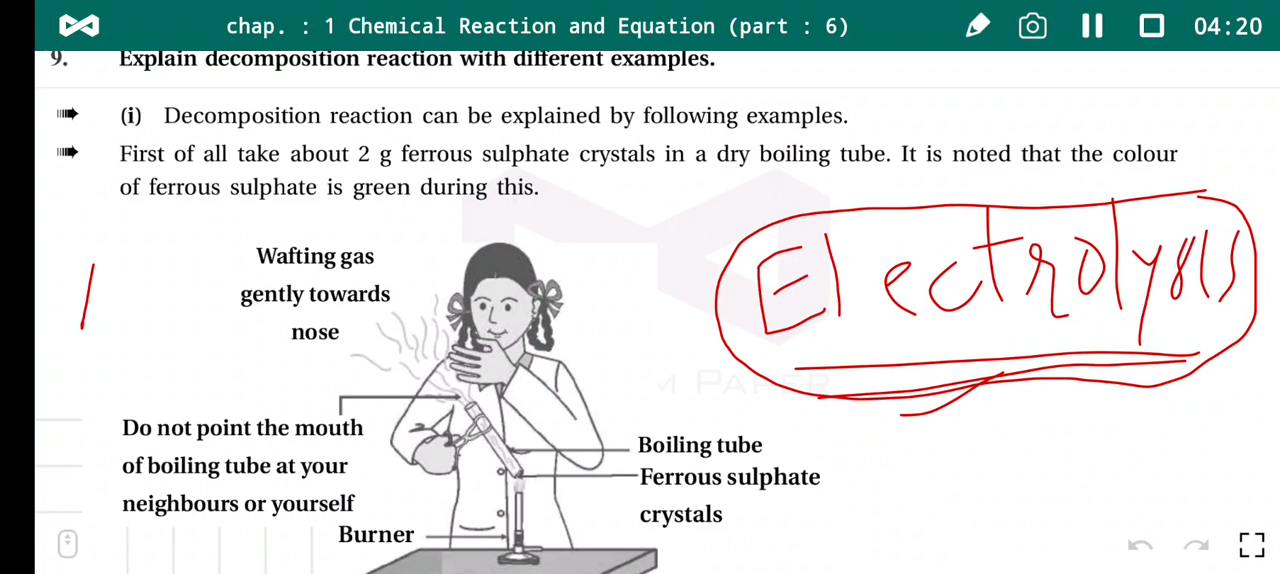 chap. : 1 Chemical Reaction and Equation (part : 6)
04:20
9. Explain decomposition reaction with different examples.
(i) Decomposition reaction can be explained by following examples.
First of all take about 2 g ferrous sulphate crystals in a dry boiling tube. It is noted that the colour
of ferrous sulphate is green during this.
Wafting gas
gently towards
nose
Electrolysis
M PAPER
Do not point the mouth
of boiling tube at your
neighbours or yourself
Boiling tube
Ferrous sulphate
crystals
Burner